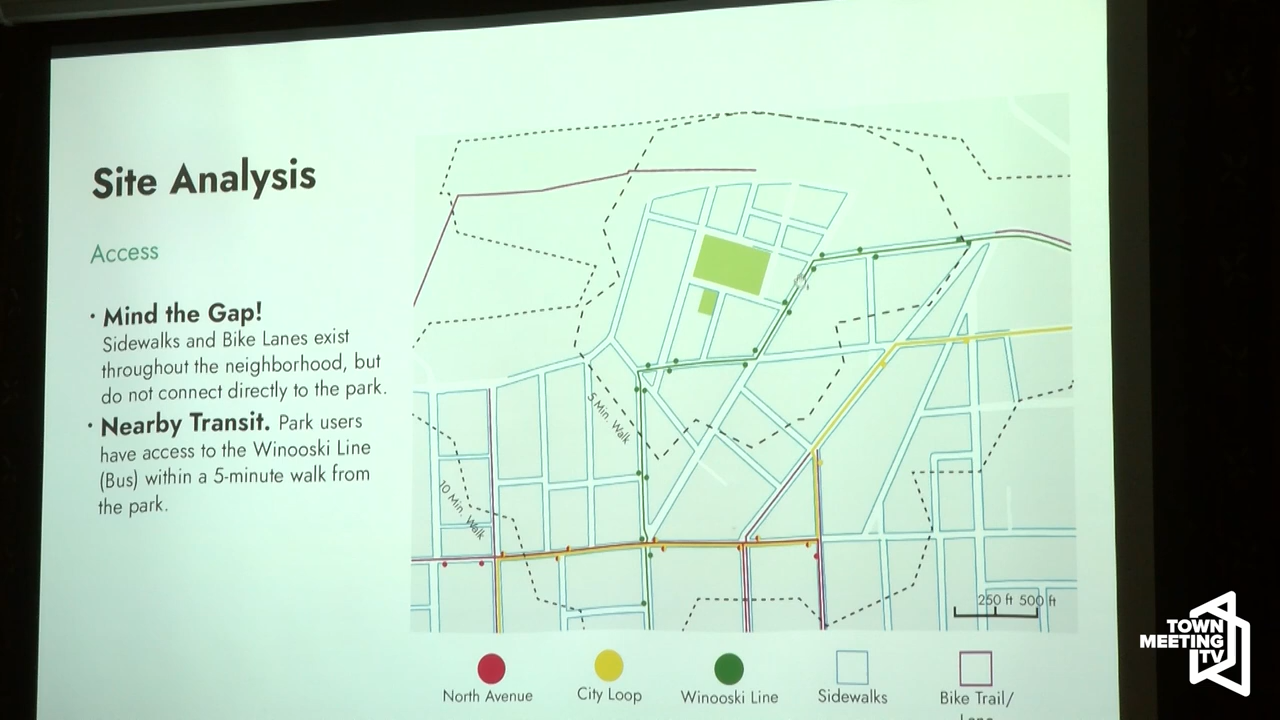 Site Analysis
Access
• Mind the Gap!
Sidewalks and Bike Lanes exist
throughout the neighborhood, but
do not connect directly to the park.
• Nearby Transit. Park users
have access to the Winooski Line
(Bus) within a 5-minute walk from
the park.
5 Min. Walk
10 Min. Walk
250 ft 500 ft
North Avenue
City Loop
Winooski Line
Sidewalks
Bike Trail/
Lane
TOWN
MEETING
TV